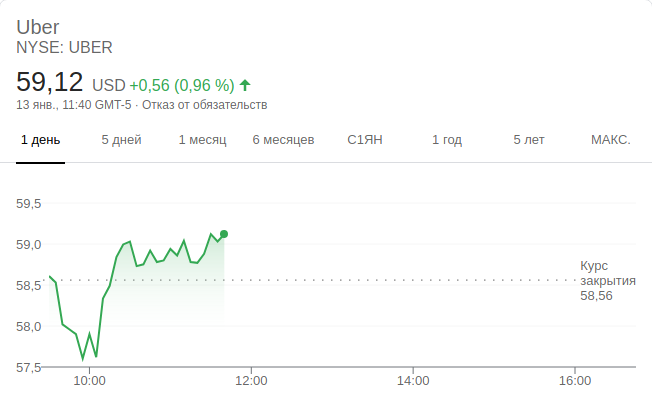 Uber
NYSE: UBER
59,12 USD +0,56 (0,96 %)
13 янв., 11:40 GMT-5 · Отказ от обязательств
1 день 5 дней 1 месяц 6 месяцев С1ЯН 1 год 5 лет МАКС.
59,5
59,0
58,5
58,0
57,5
Курс
закрытия
58,56
10:00 12:00 14:00 16:00